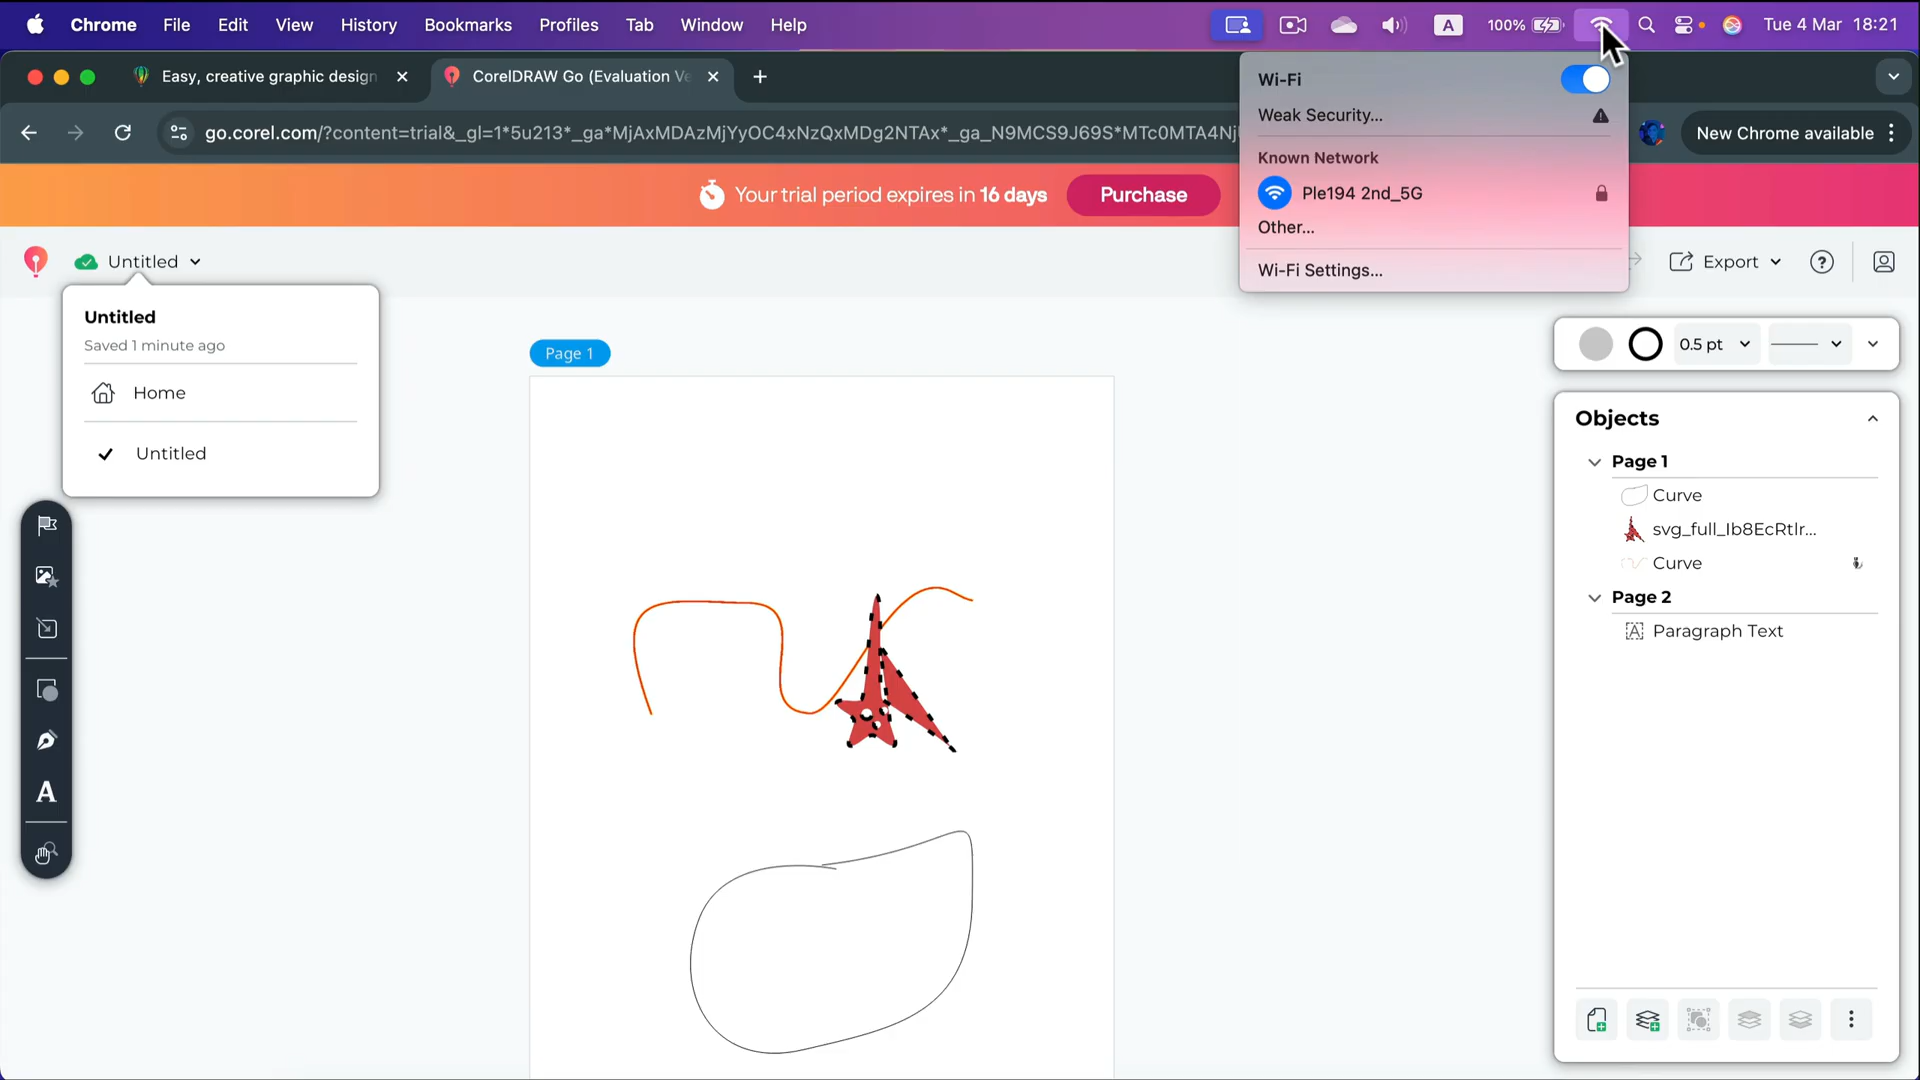 Chrome File Edit View History Bookmarks Profiles Tab Window Help A 100% Tue 4 Mar 18:21
Easy, creative graphic design
CorelDRAW Go (Evaluation Ve
go.corel.com/?content=trial&_gl=1*5u213*_ga*MjAxMDAzMjYyOC4xNzQxMDg2NTAx*_ga_N9MCS9J69S*MTc0MTA4Nj
New Chrome available
Wi-Fi
Weak Security...
Known Network
Ple194 2nd_5G
Other...
Wi-Fi Settings...
Your trial period expires in 16 days
Purchase
Untitled
Export
?
Untitled
Saved 1 minute ago
Home
Untitled
Page 1
A
0.5 pt
Objects
Page 1
Curve
svg_full_Ib8EcRtIr...
Curve
Page 2
A Paragraph Text